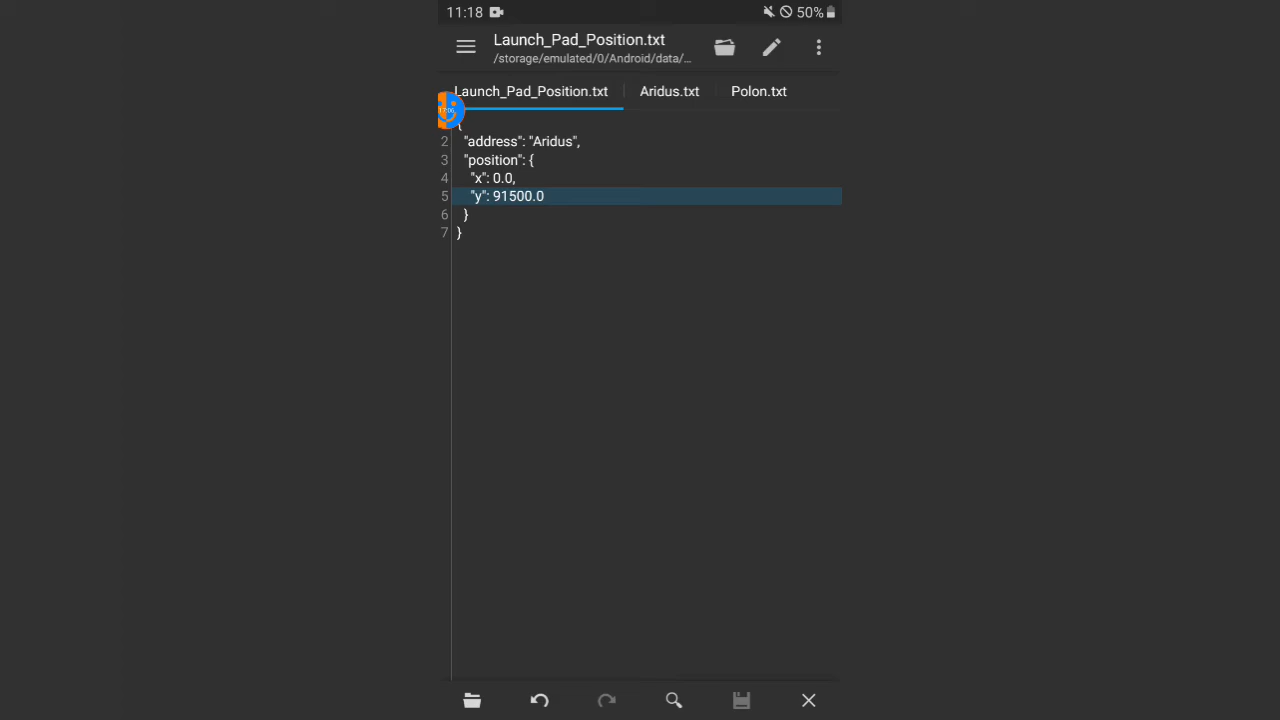 11:18
50%
Launch_Pad_Position.txt
/storage/emulated/0/Android/data/...
Launch_Pad_Position.txt
Aridus.txt
Polon.txt
{
2 "address": "Aridus",
3 "position": {
4 "x": 0.0,
5 "y": 91500.0
6 }
7 }